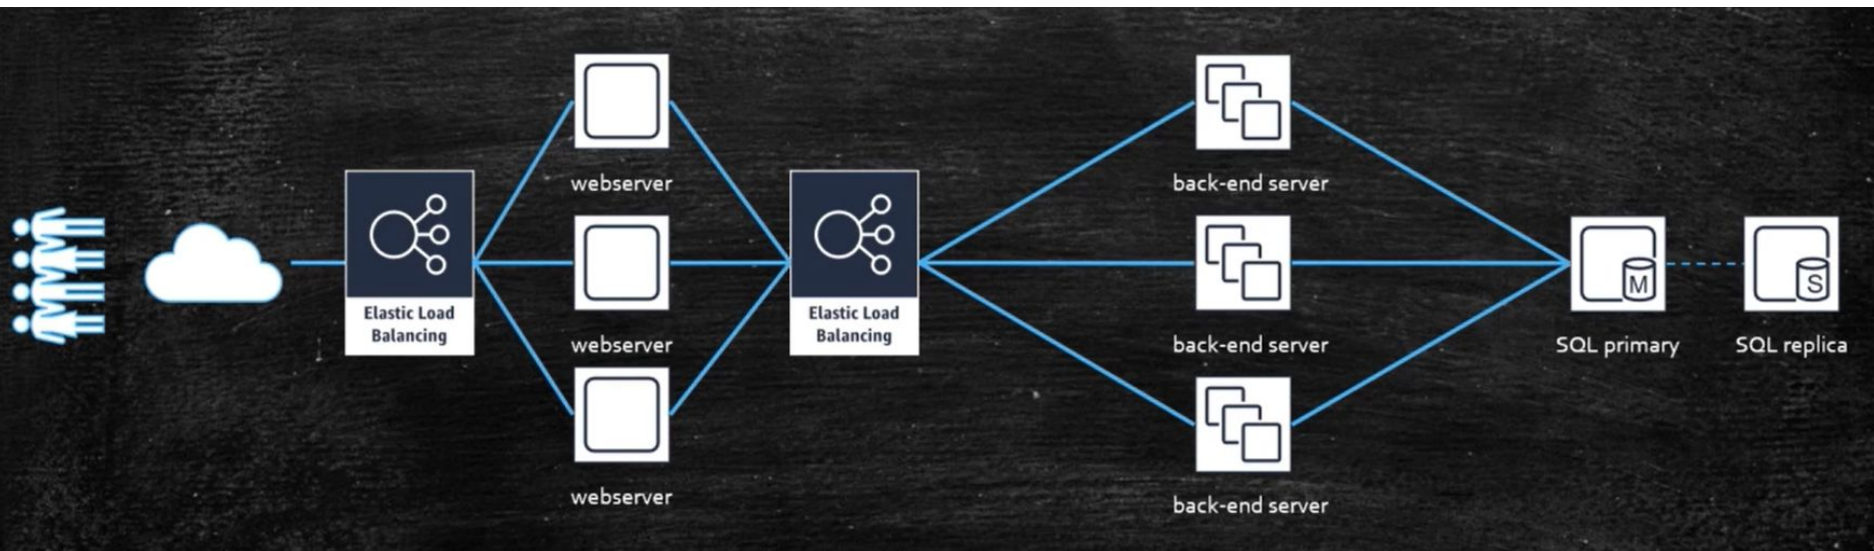 webserver
back-end server
Elastic Load
Balancing
webserver
Elastic Load
Balancing
back-end server
SQL primary
M
SQL replica
S
webserver
back-end server